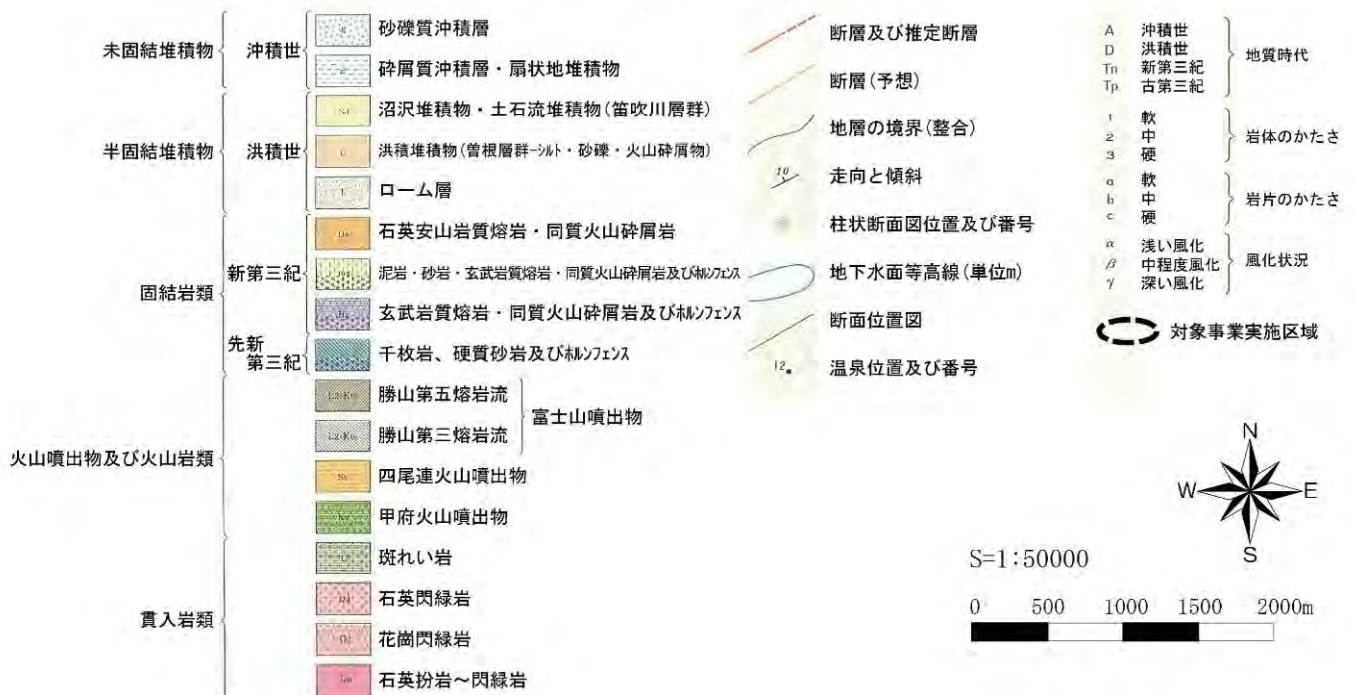 未固結堆積物
沖積世
砂礫質沖積層
砕屑質沖積層・扇状地堆積物
半固結堆積物
洪積世
沼沢堆積物・土石流堆積物(笛吹川層群)
洪積堆積物(曽根層群-シルト・砂礫・火山砕屑物)
ローム層
固結岩類
新第三紀
石英安山岩質熔岩・同質火山砕屑岩
泥岩・砂岩・玄武岩質熔岩・同質火山砕屑岩及びホルンフェンス
玄武岩質熔岩・同質火山砕屑岩及びホルンフェンス
先新
第三紀
千枚岩、硬質砂岩及びホルンフェンス
火山噴出物及び火山岩類
勝山第五熔岩流
勝山第三熔岩流
富士山噴出物
四尾連火山噴出物
甲府火山噴出物
貫入岩類
斑れい岩
石英閃緑岩
花崗閃緑岩
石英扮岩～閃緑岩
断層及び推定断層
断層(予想)
地層の境界(整合)
10
走向と傾斜
柱状断面図位置及び番号
地下水面等高線(単位m)
断面位置図
12
温泉位置及び番号
A 沖積世
D 洪積世
Tn 新第三紀
Tp 古第三紀
地質時代
1 軟
2 中
3 硬
岩体のかたさ
a 軟
b 中
c 硬
岩片のかたさ
α 浅い風化
β 中程度風化
γ 深い風化
風化状況
対象事業実施区域
N
W
E
S
S=1:50000
0 500 1000 1500 2000m